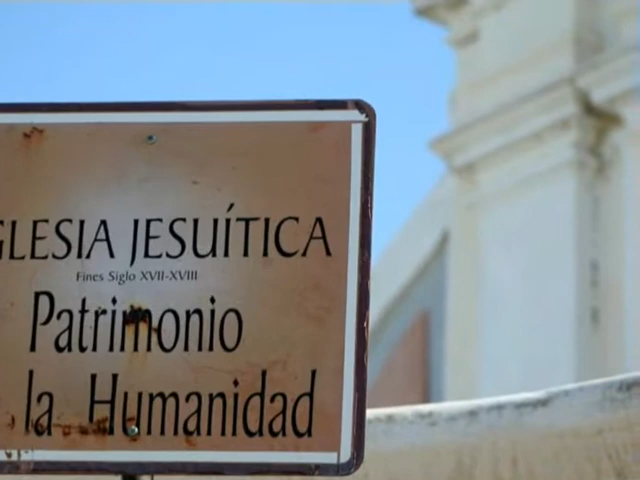 GLESIA JESUÍTICA
Fines Siglo XVII-XVIII
Patrimonio
la Humanidad